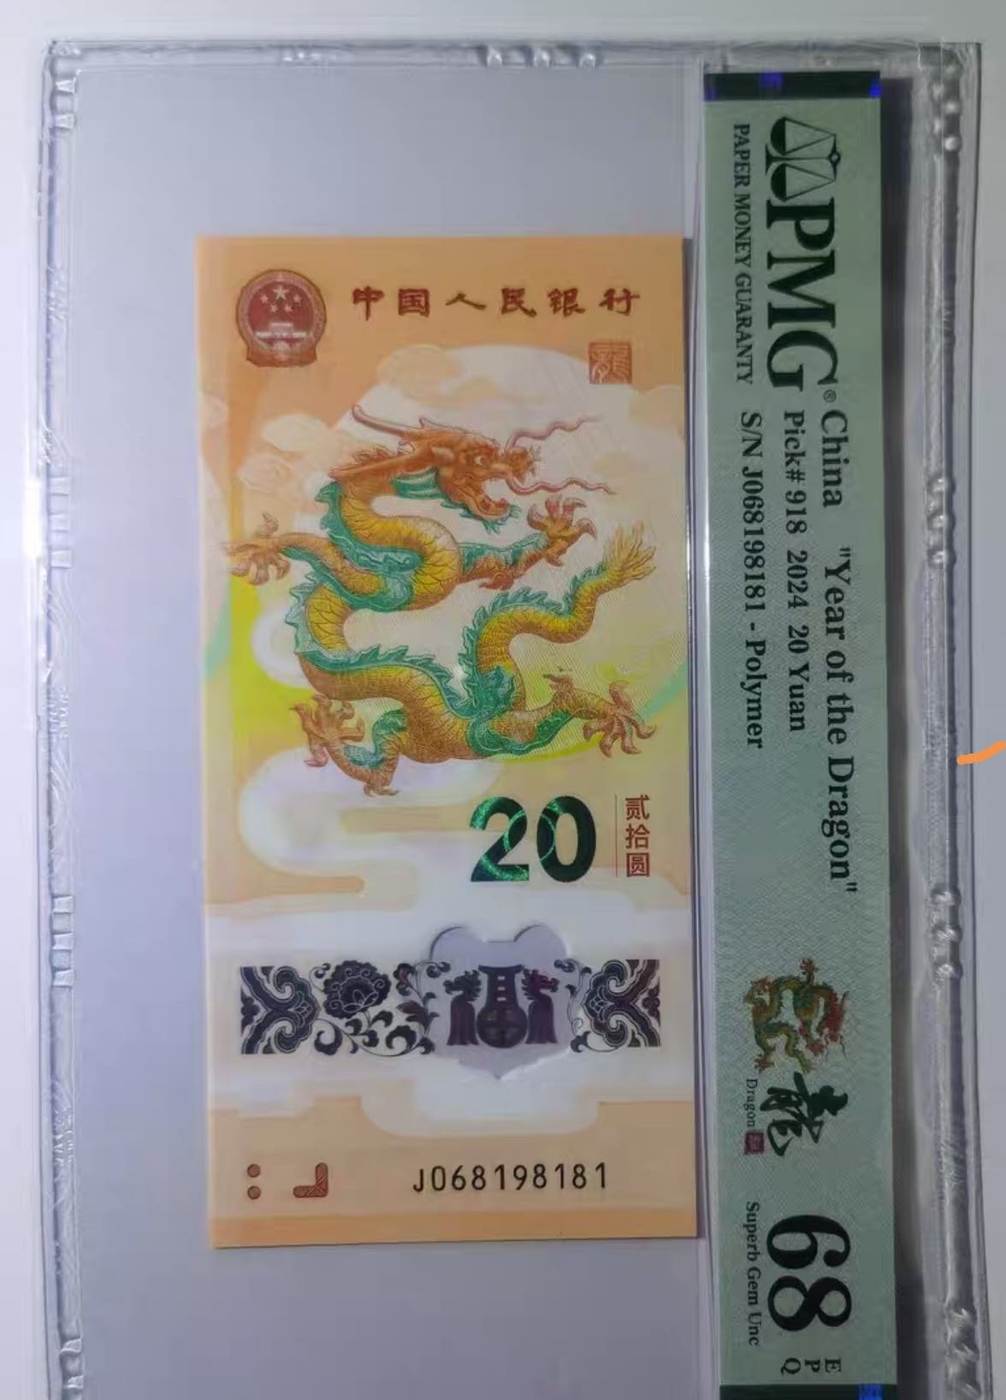 中国人民银行
龍
20
贰拾圆
J068198181
PMG®
PAPER MONEY GUARANTY
China "Year of the Dragon"
Pick# 918 2024 20 Yuan
S/N J068198181 - Polymer
龍
Dragon
68
EPQ
Superb Gem Unc